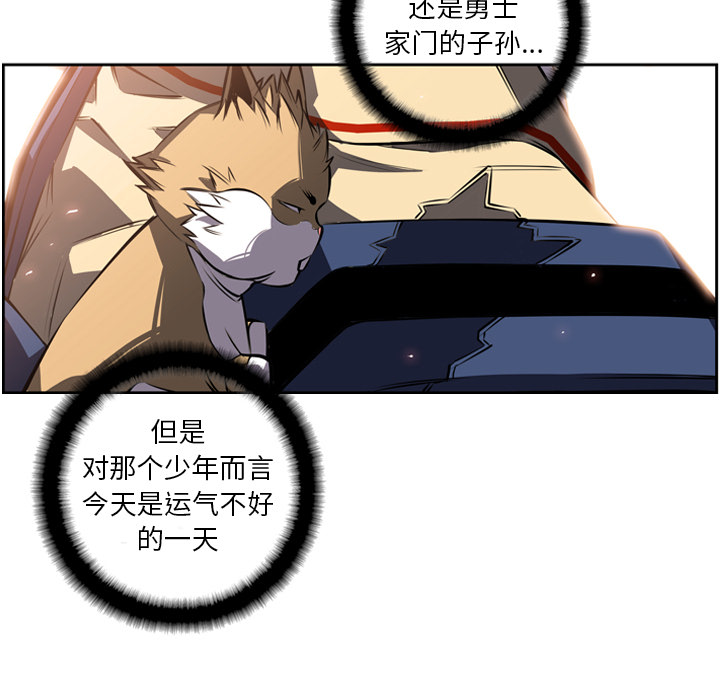 还是勇士
家门的子孙...
但是
对那个少年而言
今天是运气不好
的一天